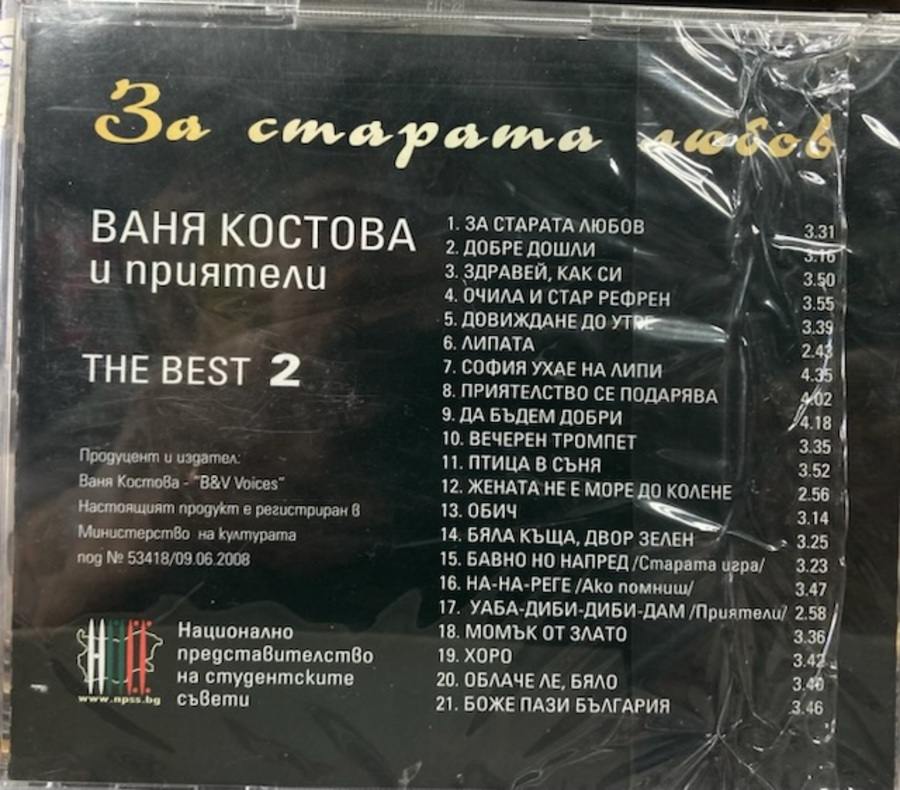 За старата любов
ВАНЯ КОСТОВА
и приятели
THE BEST 2
Продуцент и издател:
Ваня Костова - "B&V Voices"
Настоящият продукт е регистриран в
Министерство на културата
под № 53418/09.06.2008
Национално
представителство
на студентските
съвети
www.npss.bg
1. ЗА СТАРАТА ЛЮБОВ 3.31
2. ДОБРЕ ДОШЛИ 3.16
3. ЗДРАВЕЙ, КАК СИ 3.50
4. ОЧИЛА И СТАР РЕФРЕН 3.55
5. ДОВИЖДАНЕ ДО УТРЕ 3.39
6. ЛИПАТА 2.43
7. СОФИЯ УХАЕ НА ЛИПИ 4.35
8. ПРИЯТЕЛСТВО СЕ ПОДАРЯВА 4.02
9. ДА БЪДЕМ ДОБРИ 4.18
10. ВЕЧЕРЕН ТРОМПЕТ 3.35
11. ПТИЦА В СЪНЯ 3.52
12. ЖЕНАТА НЕ Е МОРЕ ДО КОЛЕНЕ 2.56
13. ОБИЧ 3.14
14. БЯЛА КЪЩА, ДВОР ЗЕЛЕН 3.25
15. БАВНО НО НАПРЕД /Старата игра/ 3.23
16. НА-НА-РЕГЕ /Ако помниш/ 3.47
17. УАБА-ДИБИ-ДИБИ-ДАМ /Приятели/ 2.58
18. МОМЪК ОТ ЗЛАТО 3.36
19. ХОРО 3.42
20. ОБЛАЧЕ ЛЕ, БЯЛО 3.40
21. БОЖЕ ПАЗИ БЪЛГАРИЯ 3.46